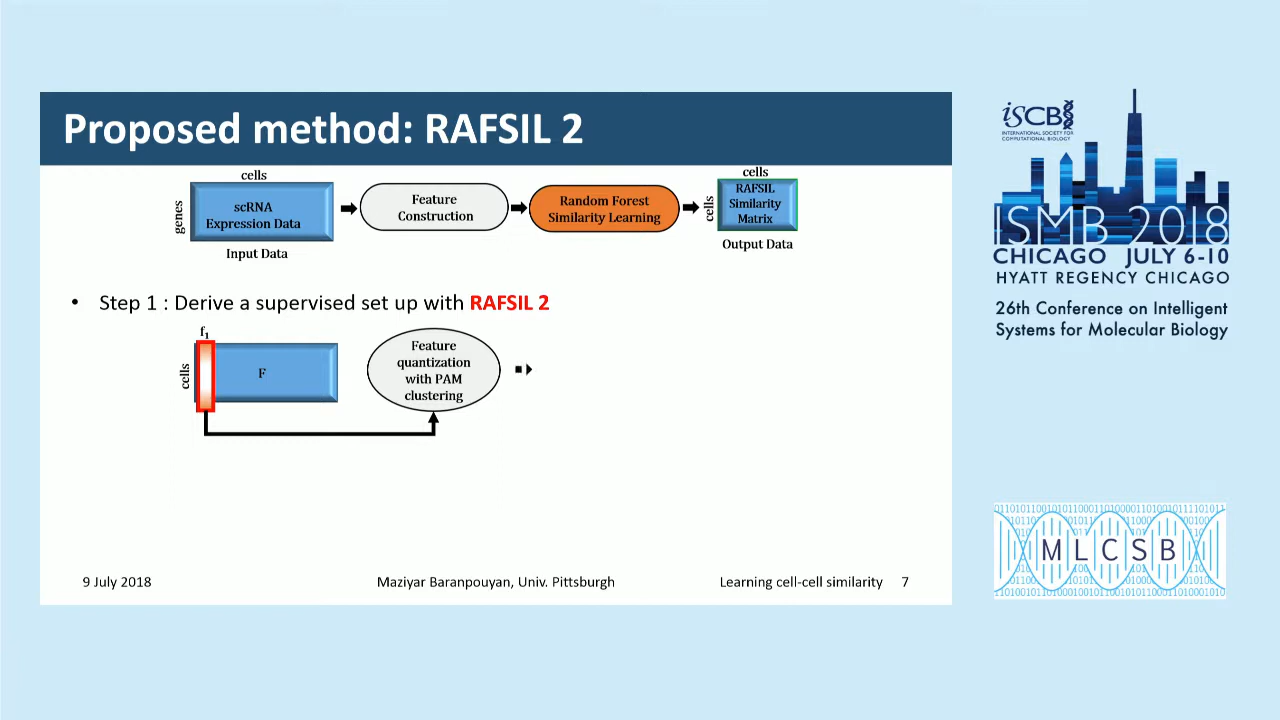 Proposed method: RAFSIL 2
cells
genes
scRNA
Expression Data
Input Data
Feature
Construction
Random Forest
Similarity Learning
cells
cells
RAFSIL
Similarity
Matrix
Output Data
• Step 1 : Derive a supervised set up with RAFSIL 2
f1
cells
F
Feature
quantization
with PAM
clustering
9 July 2018
Maziyar Baranpouyan, Univ. Pittsburgh
Learning cell-cell similarity 7
iSCB
INTERNATIONAL SOCIETY FOR
COMPUTATIONAL BIOLOGY
ISMB 2018
CHICAGO JULY 6-10
HYATT REGENCY CHICAGO
26th Conference on Intelligent
Systems for Molecular Biology
MLCSB